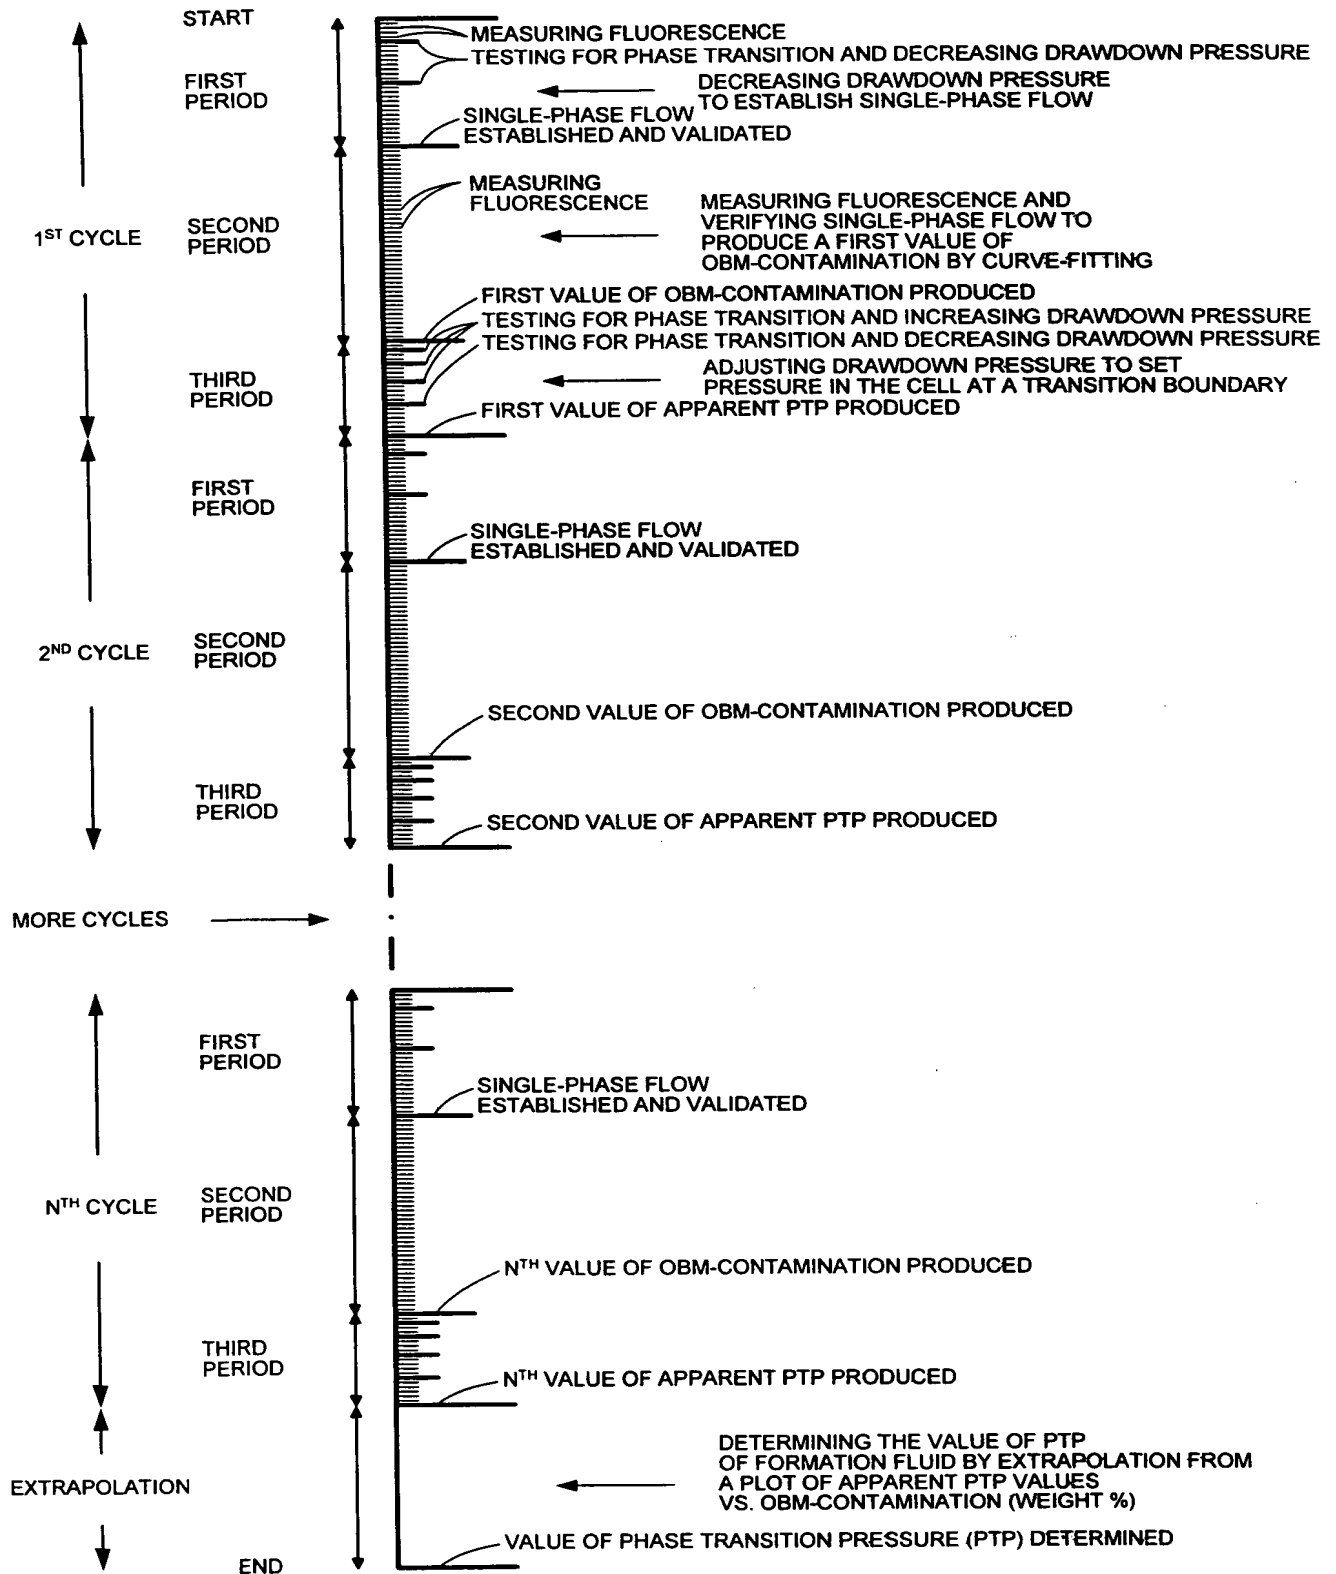 START
MEASURING FLUORESCENCE
TESTING FOR PHASE TRANSITION AND DECREASING DRAWDOWN PRESSURE
FIRST
PERIOD
DECREASING DRAWDOWN PRESSURE
TO ESTABLISH SINGLE-PHASE FLOW
SINGLE-PHASE FLOW
ESTABLISHED AND VALIDATED
1ST CYCLE
SECOND
PERIOD
MEASURING
FLUORESCENCE
MEASURING FLUORESCENCE AND
VERIFYING SINGLE-PHASE FLOW TO
PRODUCE A FIRST VALUE OF
OBM-CONTAMINATION BY CURVE-FITTING
FIRST VALUE OF OBM-CONTAMINATION PRODUCED
TESTING FOR PHASE TRANSITION AND INCREASING DRAWDOWN PRESSURE
TESTING FOR PHASE TRANSITION AND DECREASING DRAWDOWN PRESSURE
THIRD
PERIOD
ADJUSTING DRAWDOWN PRESSURE TO SET
PRESSURE IN THE CELL AT A TRANSITION BOUNDARY
FIRST VALUE OF APPARENT PTP PRODUCED
FIRST
PERIOD
SINGLE-PHASE FLOW
ESTABLISHED AND VALIDATED
2ND CYCLE
SECOND
PERIOD
SECOND VALUE OF OBM-CONTAMINATION PRODUCED
THIRD
PERIOD
SECOND VALUE OF APPARENT PTP PRODUCED
MORE CYCLES
FIRST
PERIOD
SINGLE-PHASE FLOW
ESTABLISHED AND VALIDATED
NTH CYCLE
SECOND
PERIOD
NTH VALUE OF OBM-CONTAMINATION PRODUCED
THIRD
PERIOD
NTH VALUE OF APPARENT PTP PRODUCED
EXTRAPOLATION
DETERMINING THE VALUE OF PTP
OF FORMATION FLUID BY EXTRAPOLATION FROM
A PLOT OF APPARENT PTP VALUES
VS. OBM-CONTAMINATION (WEIGHT %)
VALUE OF PHASE TRANSITION PRESSURE (PTP) DETERMINED
END